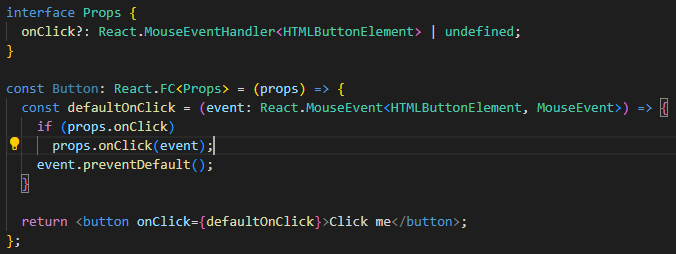 interface Props {
  onClick?: React.MouseEventHandler<HTMLButtonElement> | undefined;
}

const Button: React.FC<Props> = (props) => {
  const defaultOnClick = (event: React.MouseEvent<HTMLButtonElement, MouseEvent>) => {
    if (props.onClick)
      props.onClick(event);
    event.preventDefault();
  }

  return <button onClick={defaultOnClick}>Click me</button>;
};